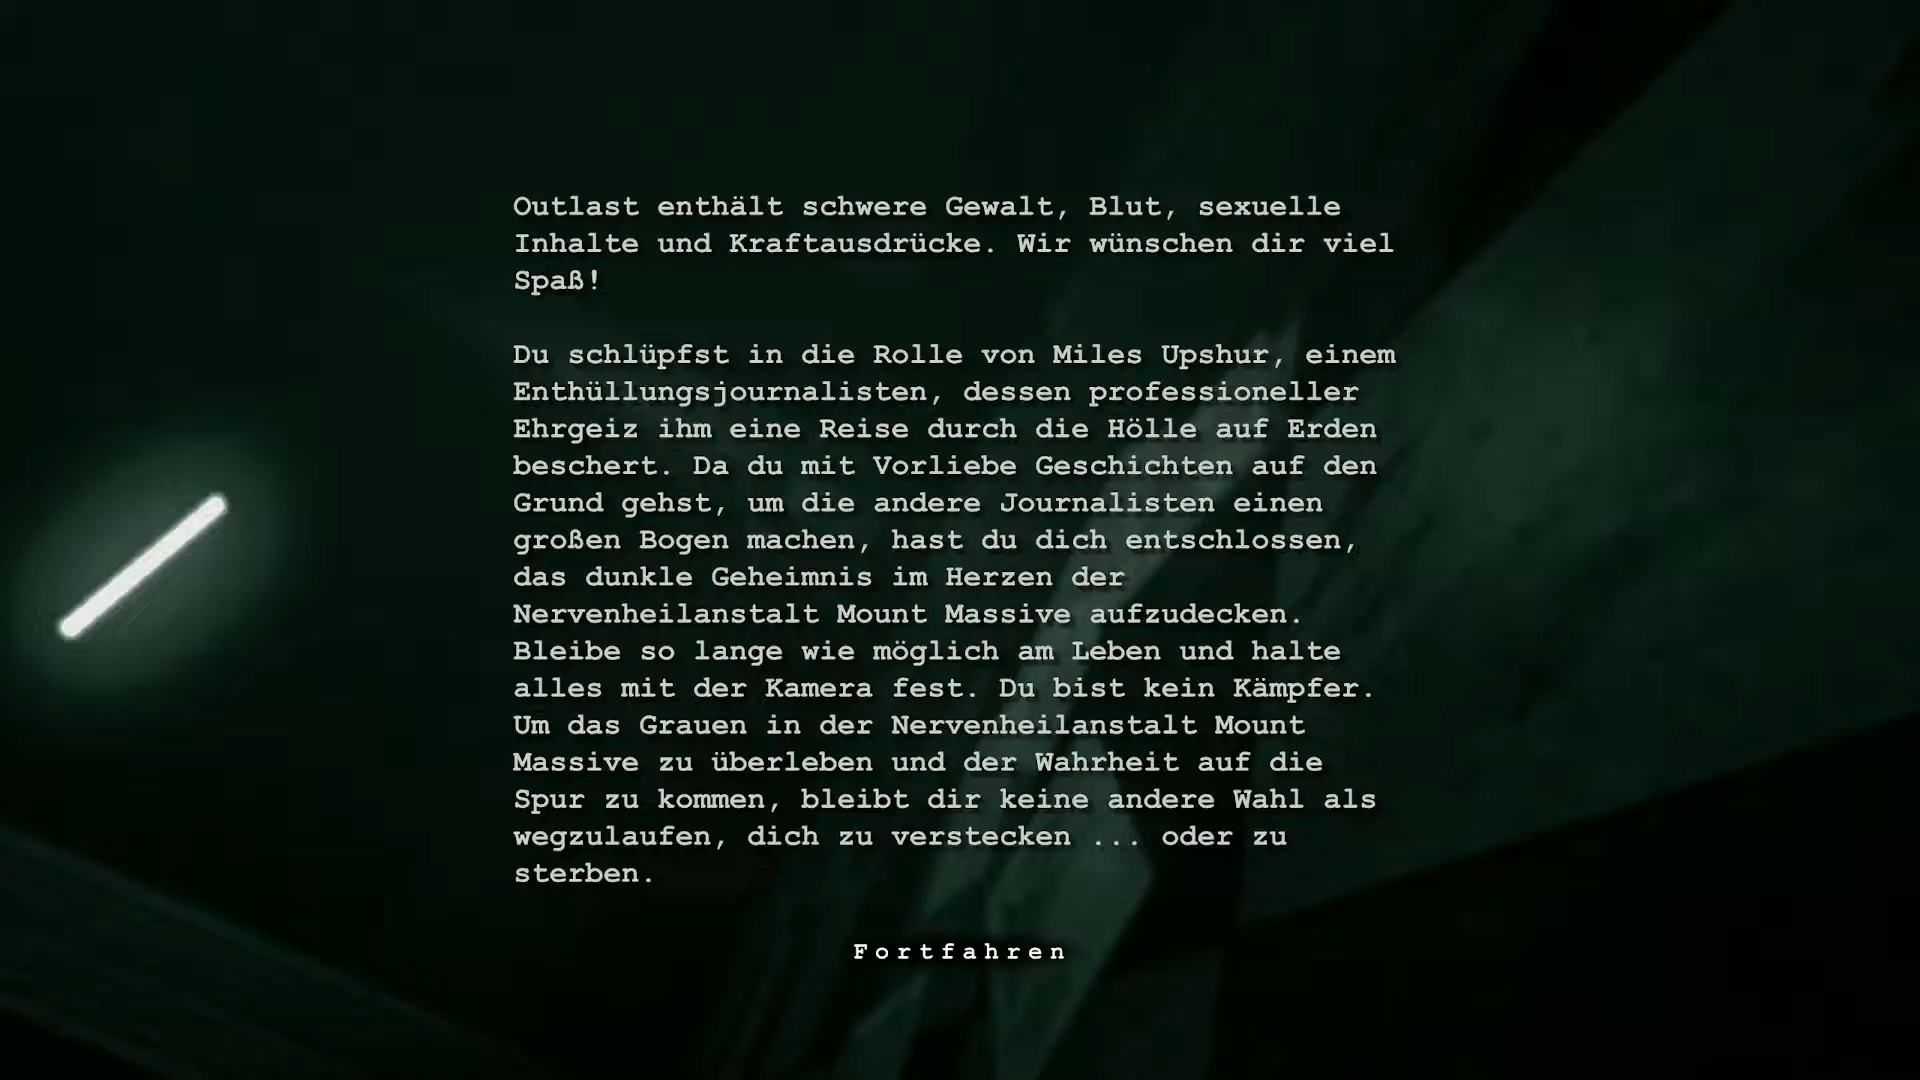 Outlast enthält schwere Gewalt, Blut, sexuelle
Inhalte und Kraftausdrücke. Wir wünschen dir viel
Spaß!
Du schlüpfst in die Rolle von Miles Upshur, einem
Enthüllungsjournalisten, dessen professioneller
Ehrgeiz ihm eine Reise durch die Hölle auf Erden
beschert. Da du mit Vorliebe Geschichten auf den
Grund gehst, um die andere Journalisten einen
großen Bogen machen, hast du dich entschlossen,
das dunkle Geheimnis im Herzen der
Nervenheilanstalt Mount Massive aufzudecken.
Bleibe so lange wie möglich am Leben und halte
alles mit der Kamera fest. Du bist kein Kämpfer.
Um das Grauen in der Nervenheilanstalt Mount
Massive zu überleben und der Wahrheit auf die
Spur zu kommen, bleibt dir keine andere Wahl als
wegzulaufen, dich zu verstecken ... oder zu
sterben.
Fortfahren